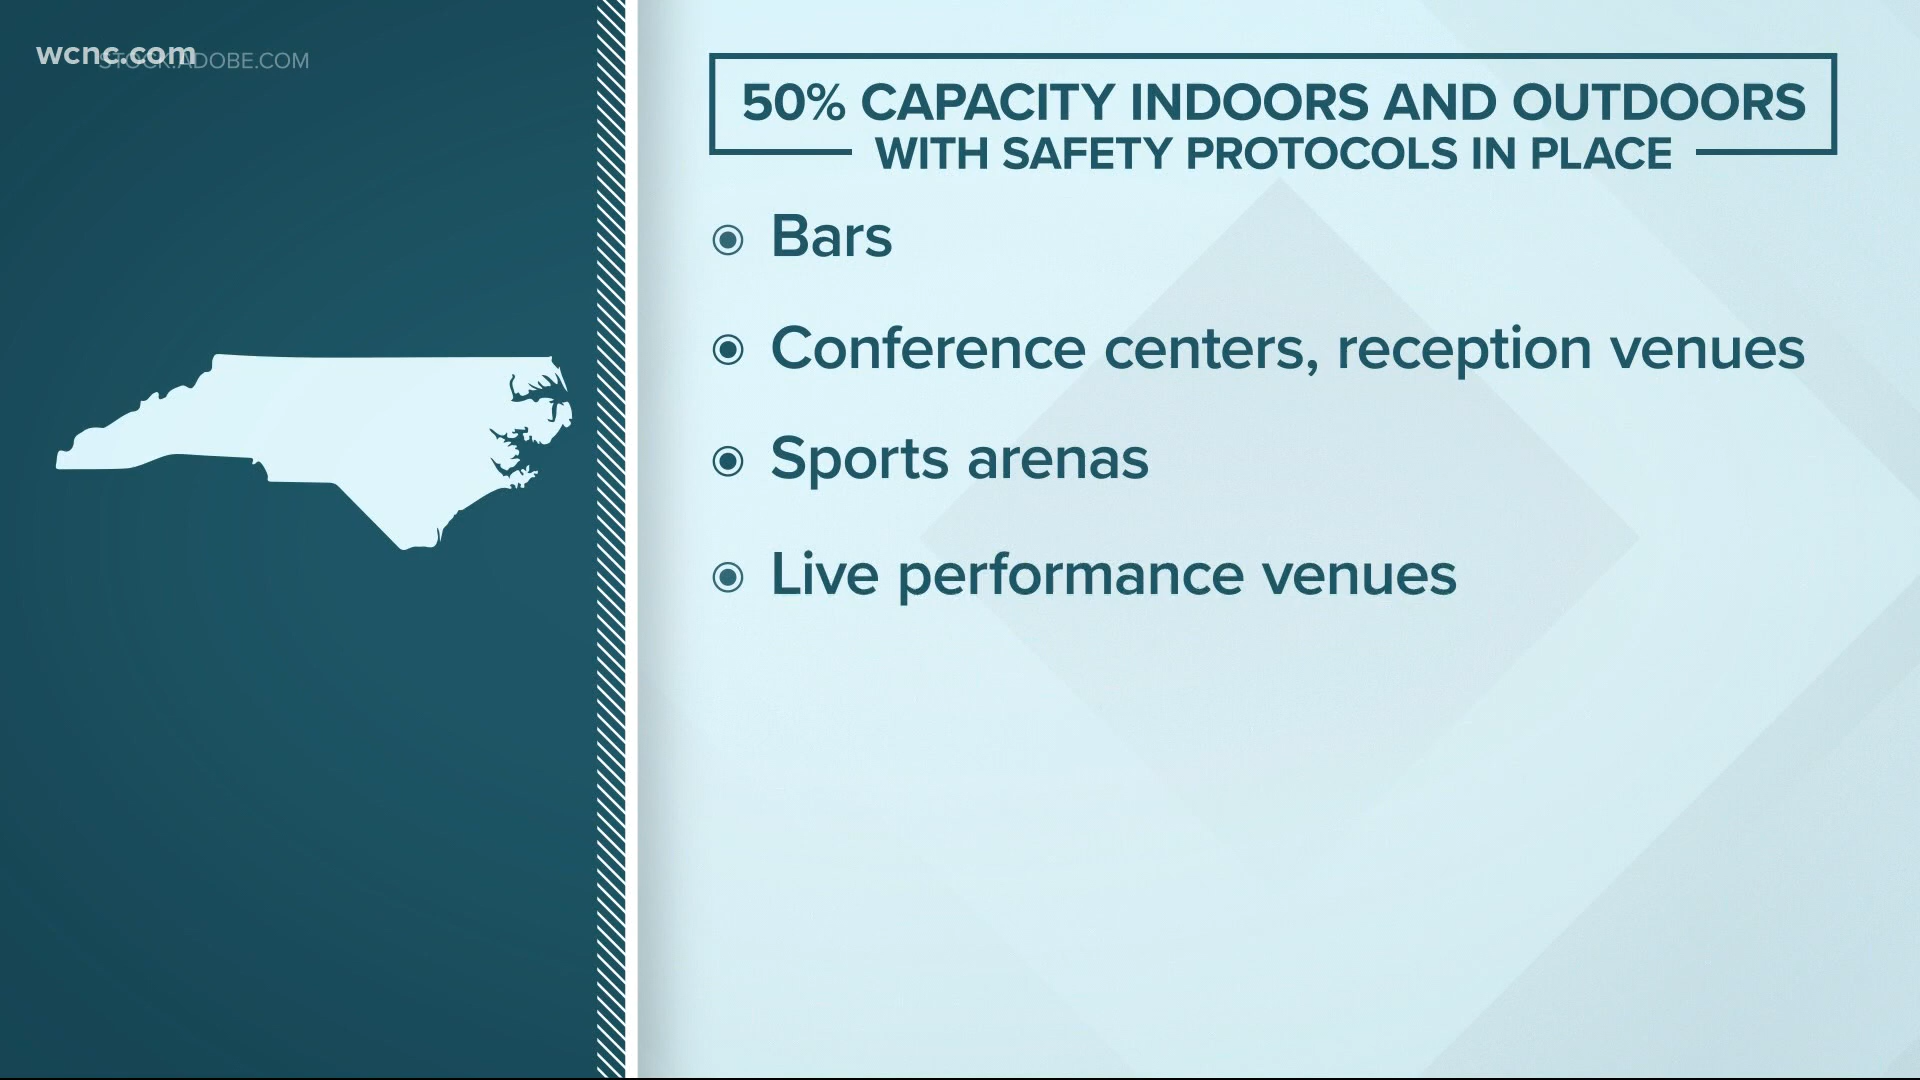 wcnc.com
STOCK.ADOBE.COM
50% CAPACITY INDOORS AND OUTDOORS
WITH SAFETY PROTOCOLS IN PLACE
Bars
Conference centers, reception venues
Sports arenas
Live performance venues